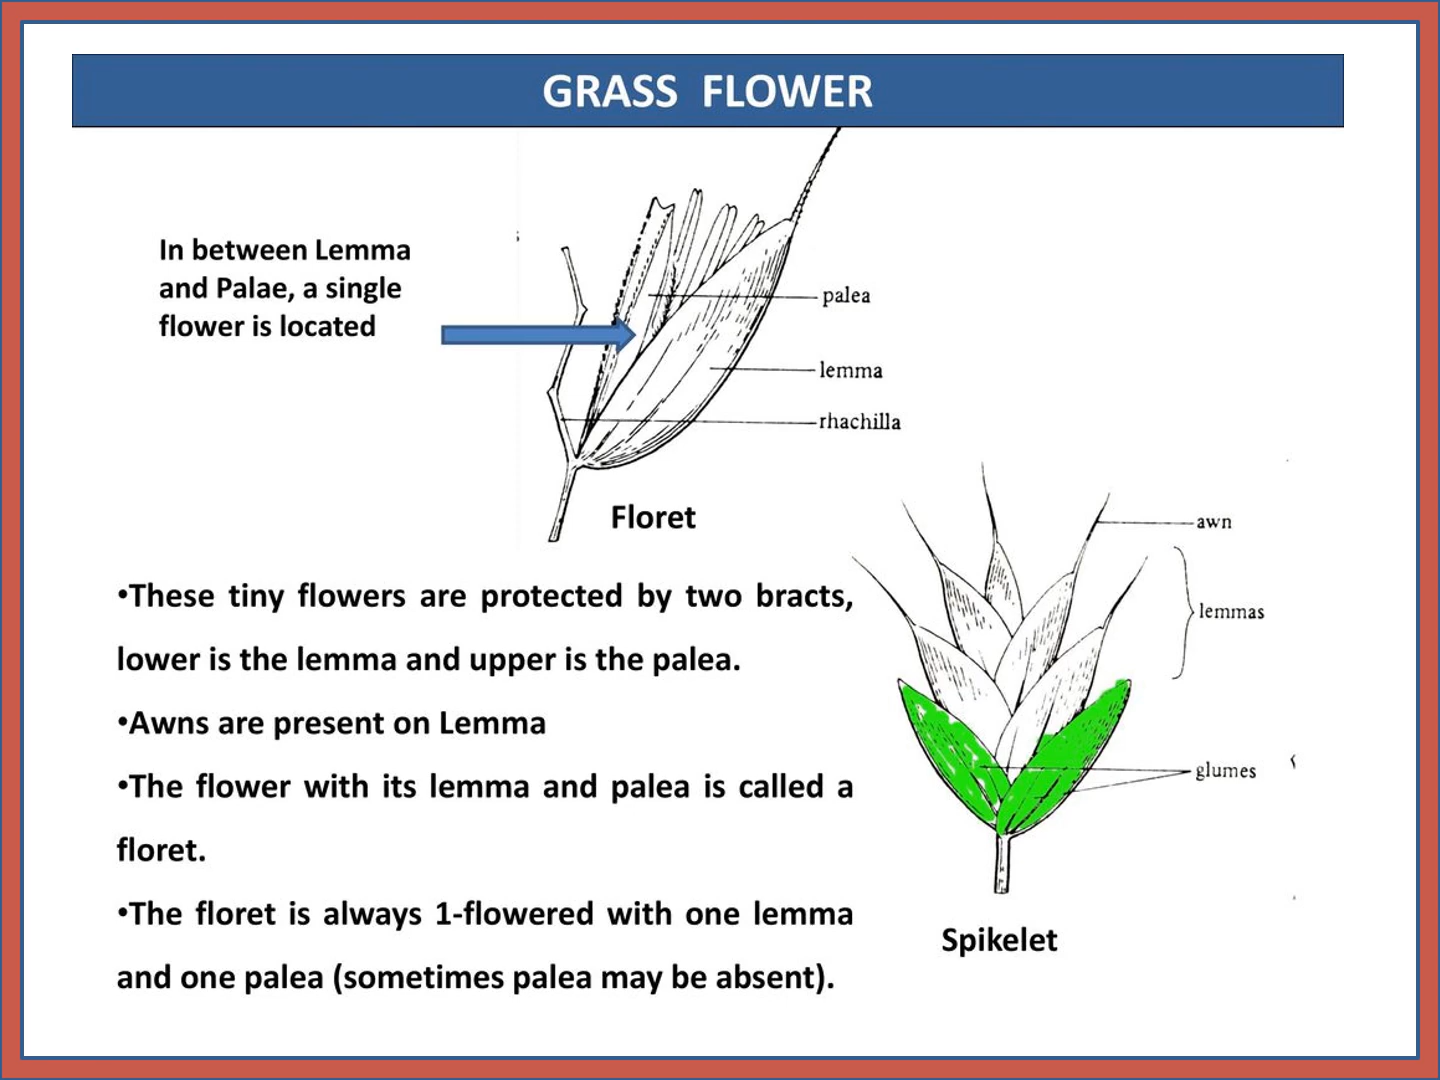 GRASS FLOWER
In between Lemma
and Palae, a single
flower is located
palea
lemma
rhachilla
Floret
awn
lemmas
glumes
Spikelet
•These tiny flowers are protected by two bracts,
lower is the lemma and upper is the palea.
•Awns are present on Lemma
•The flower with its lemma and palea is called a
floret.
•The floret is always 1-flowered with one lemma
and one palea (sometimes palea may be absent).